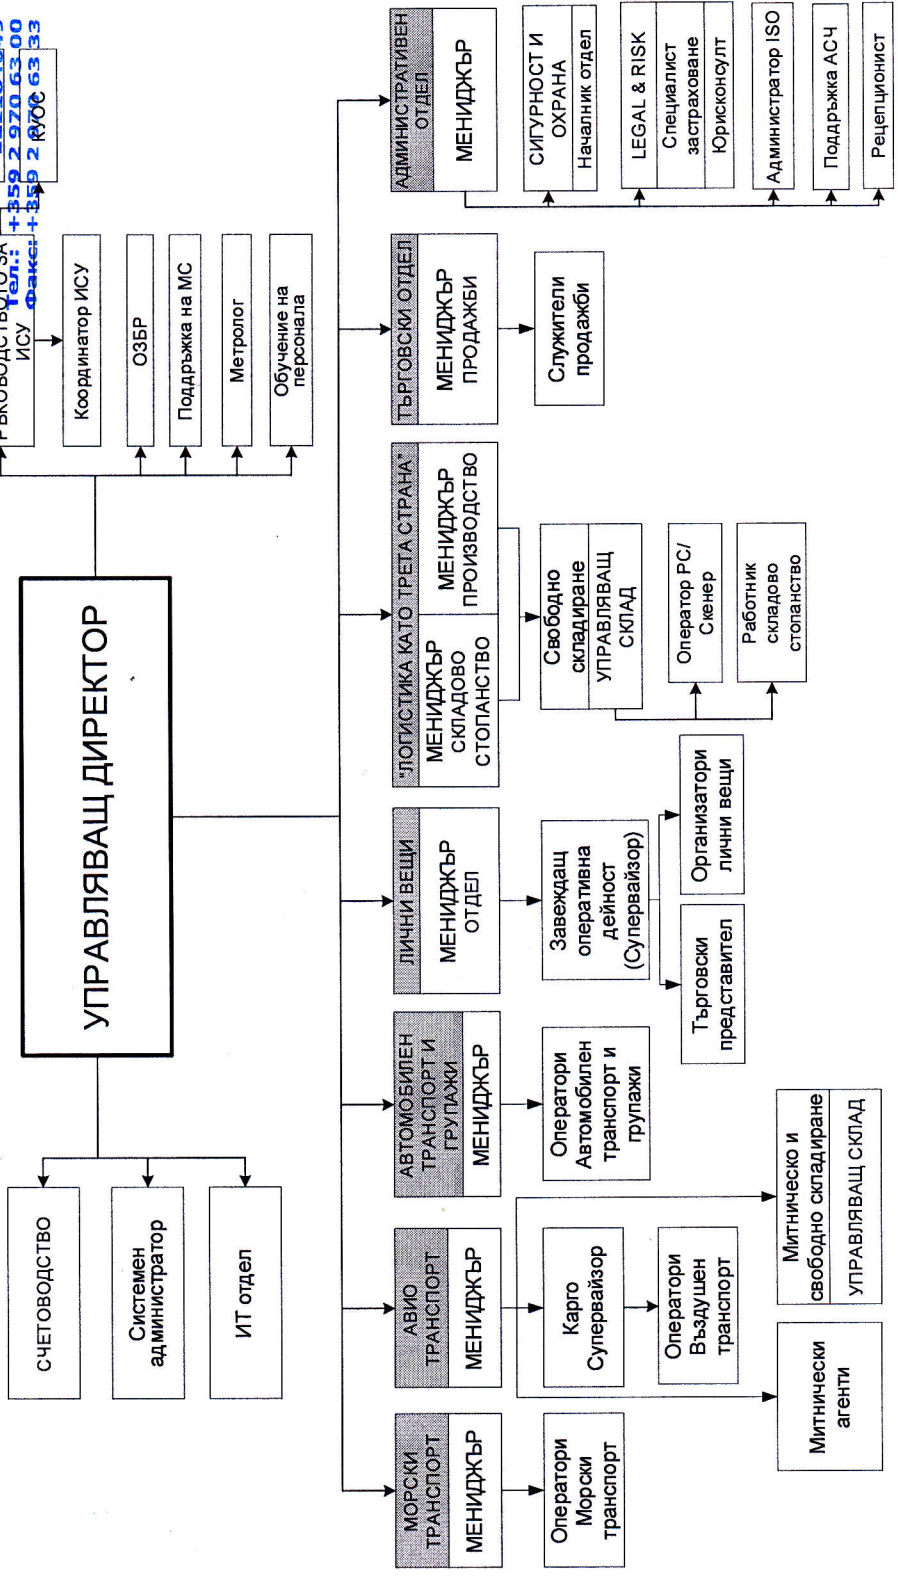 Тел.: +359 2 970 63 00
Факс: +359 2 970 63 33
КУОС
РЪКОВОДСТВОТО ЗА
ИСУ
Координатор ИСУ
ОЗБР
Поддръжка на МС
Метролог
Обучение на
персонала
УПРАВЛЯВАЩ ДИРЕКТОР
СЧЕТОВОДСТВО
Системен
администратор
ИТ отдел
МОРСКИ
ТРАНСПОРТ
МЕНИДЖЪР
Оператори
Морски
транспорт
АВИО
ТРАНСПОРТ
МЕНИДЖЪР
Карго
Супервайзор
Оператори
Въздушен
транспорт
Митнически
агенти
Митническо и
свободно складиране
УПРАВЛЯВАЩ СКЛАД
АВТОМОБИЛЕН
ТРАНСПОРТ И
ГРУПАЖИ
МЕНИДЖЪР
Оператори
Автомобилен
транспорт и
групажи
ЛИЧНИ ВЕЩИ
МЕНИДЖЪР
ОТДЕЛ
Завеждащ
оперативна
дейност
(Супервайзор)
Търговски
представител
Организатори
лични вещи
"ЛОГИСТИКА КАТО ТРЕТА СТРАНА"
МЕНИДЖЪР
СКЛАДОВО
СТОПАНСТВО
МЕНИДЖЪР
ПРОИЗВОДСТВО
Свободно
складиране
УПРАВЛЯВАЩ
СКЛАД
Оператор РС/
Скенер
Работник
складово
стопанство
ТЪРГОВСКИ ОТДЕЛ
МЕНИДЖЪР
ПРОДАЖБИ
Служители
продажби
АДМИНИСТРАТИВЕН
ОТДЕЛ
МЕНИДЖЪР
СИГУРНОСТ И
ОХРАНА
Началник отдел
LEGAL & RISK
Специалист
застраховане
Юрисконсулт
Администратор ISO
Поддръжка АСЧ
Рецепционист